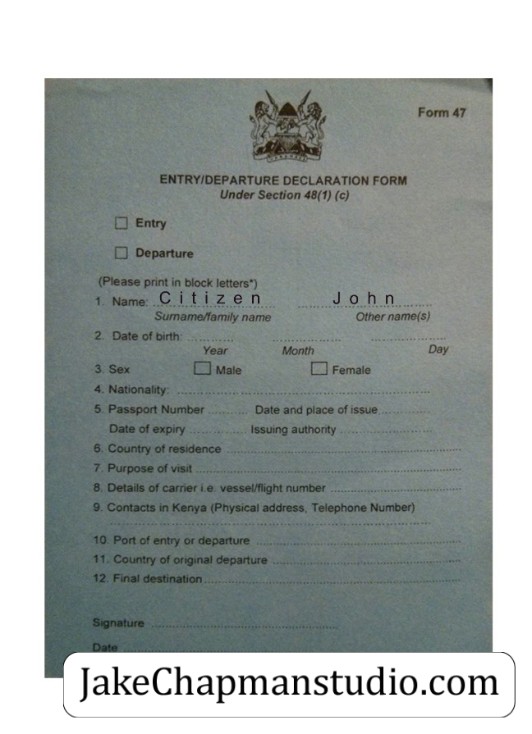 Form 47
ENTRY/DEPARTURE DECLARATION FORM
Under Section 48(1) (c)
Entry
Departure
(Please print in block letters*)
1. Name: Citizen John
Surname/family name Other name(s)
2. Date of birth:
Year Month Day
3. Sex Male Female
4. Nationality:
5. Passport Number Date and place of issue
Date of expiry Issuing authority
6. Country of residence
7. Purpose of visit
8. Details of carrier i.e. vessel/flight number
9. Contacts in Kenya (Physical address, Telephone Number)
10. Port of entry or departure
11. Country of original departure
12. Final destination
Signature
Date
JakeChapmanstudio.com